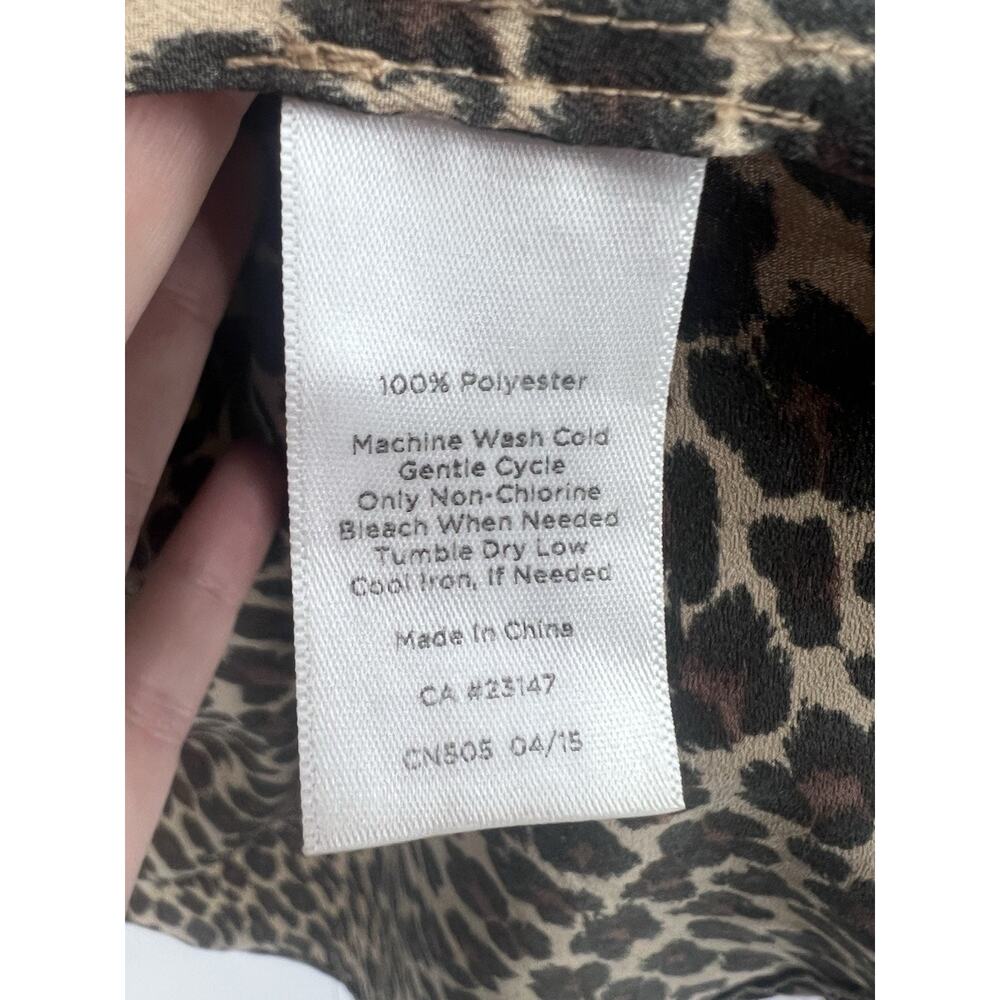 100% Polyester
Machine Wash Cold
Gentle Cycle
Only Non-Chlorine
Bleach When Needed
Tumble Dry Low
Cool Iron, If Needed
Made In China
CA #23147
CN505 04/15